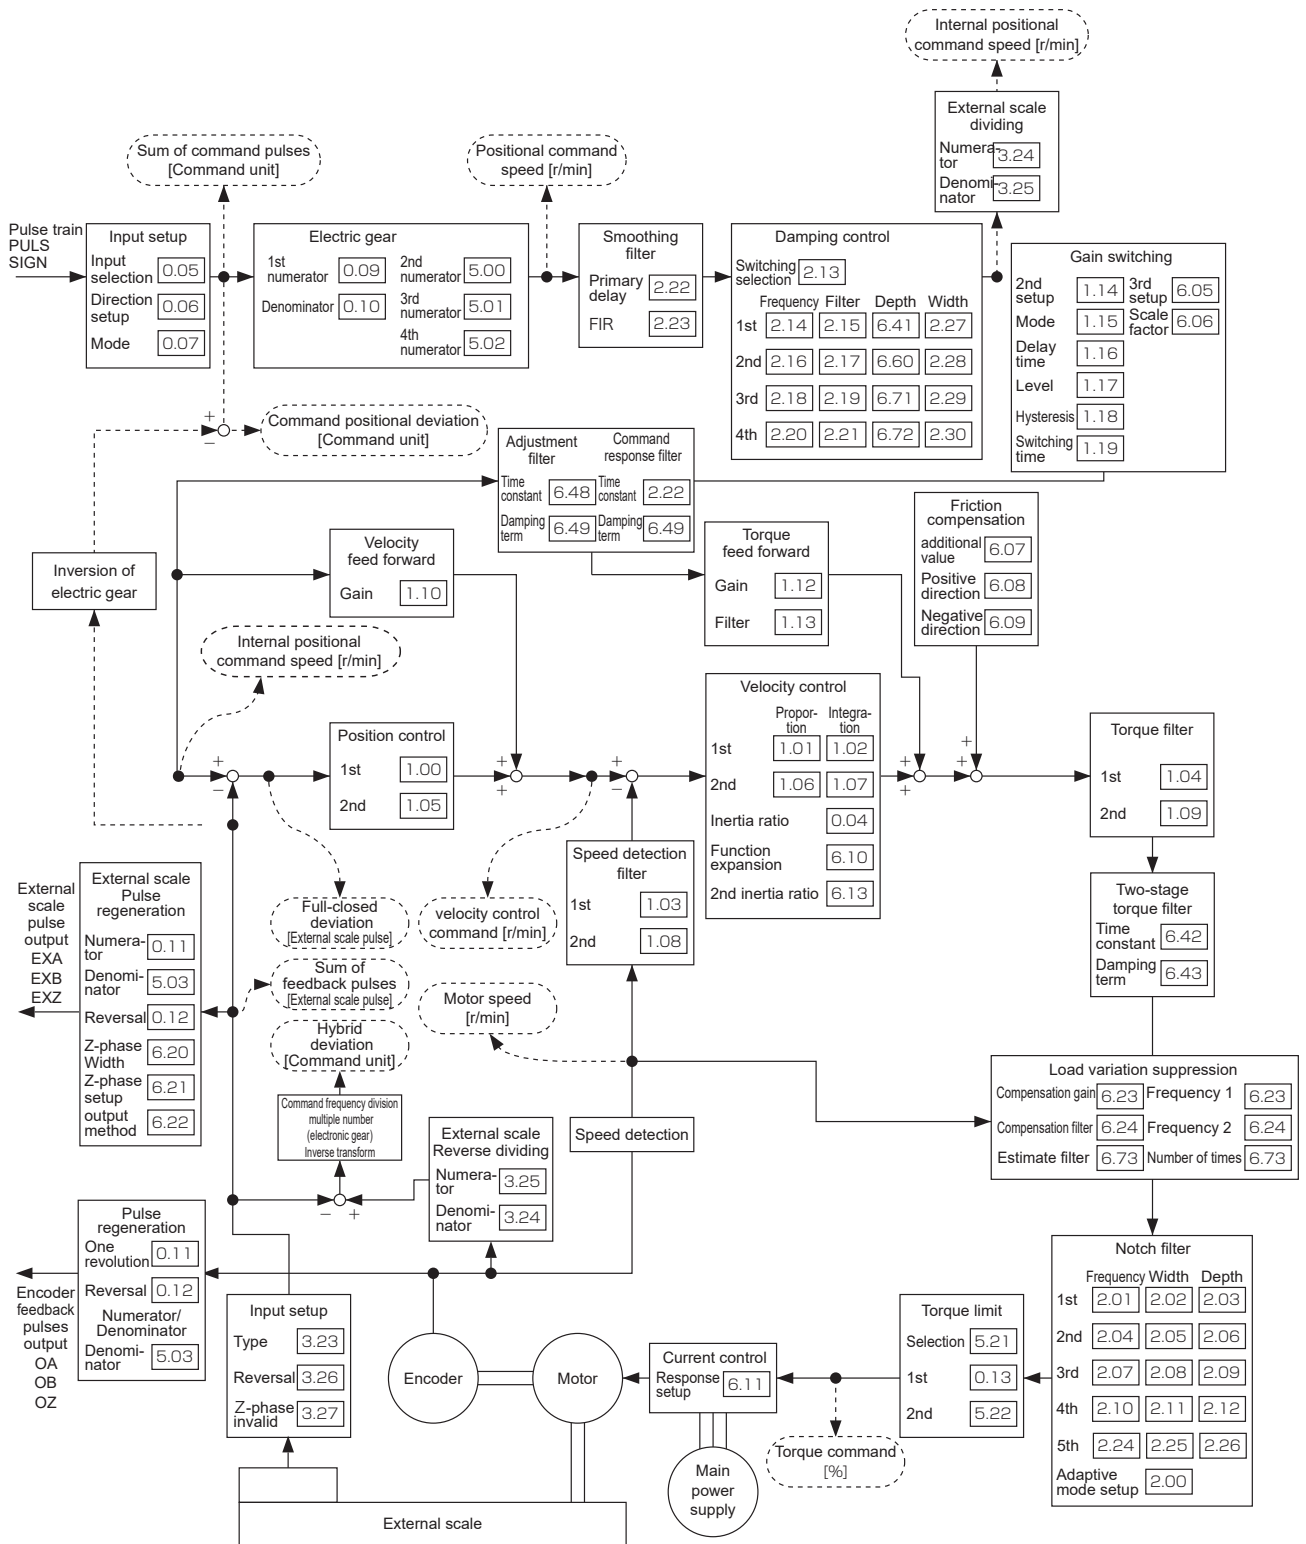 Internal positional
command speed [r/min]
External scale
dividing
Numera-
tor
3.24
Denomi-
nator
3.25
Sum of command pulses
[Command unit]
Positional command
speed [r/min]
Pulse train
PULS
SIGN
Input setup
Input
selection
0.05
Direction
setup
0.06
Mode
0.07
Electric gear
1st
numerator
0.09
2nd
numerator
5.00
Denominator
0.10
3rd
numerator
5.01
4th
numerator
5.02
Smoothing
filter
Primary
delay
2.22
FIR
2.23
Damping control
Switching
selection
2.13
Frequency Filter Depth Width
1st 2.14 2.15 6.41 2.27
2nd 2.16 2.17 6.60 2.28
3rd 2.18 2.19 6.71 2.29
4th 2.20 2.21 6.72 2.30
Gain switching
2nd
setup
1.14
3rd
setup
6.05
Mode
1.15
Scale
factor
6.06
Delay
time
1.16
Level
1.17
Hysteresis
1.18
Switching
time
1.19
+
−
Command positional deviation
[Command unit]
Adjustment
filter
Command
response filter
Time
constant
6.48
Time
constant
2.22
Damping
term
6.49
Damping
term
6.49
Inversion of
electric gear
Velocity
feed forward
Gain
1.10
Torque
feed forward
Gain
1.12
Filter
1.13
Friction
compensation
additional
value
6.07
Positive
direction
6.08
Negative
direction
6.09
Internal positional
command speed [r/min]
+
−
Position control
1st
1.00
2nd
1.05
+
+
+
−
Velocity control
Propor-
tion
Integra-
tion
1st 1.01 1.02
2nd 1.06 1.07
Inertia ratio
0.04
Function
expansion
6.10
2nd inertia ratio
6.13
+
+
+
+
Torque filter
1st
1.04
2nd
1.09
Speed detection
filter
1st
1.03
2nd
1.08
Two-stage
torque filter
Time
constant
6.42
Damping
term
6.43
External
scale
pulse
output
EXA
EXB
EXZ
External scale
Pulse
regeneration
Numera-
tor
0.11
Denomi-
nator
5.03
Reversal
0.12
Z-phase
Width
6.20
Z-phase
setup
6.21
output
method
6.22
Full-closed
deviation
[External scale pulse]
velocity control
command [r/min]
Sum of
feedback pulses
[External scale pulse]
Motor speed
[r/min]
Hybrid
deviation
[Command unit]
Command frequency division
multiple number
(electronic gear)
Inverse transform
External scale
Reverse dividing
Numera-
tor
3.25
Denomi-
nator
3.24
Speed detection
Load variation suppression
Compensation gain 6.23 Frequency 1 6.23
Compensation filter 6.24 Frequency 2 6.24
Estimate filter 6.73 Number of times 6.73
−
+
Pulse
regeneration
One
revolution
0.11
Reversal
0.12
Numerator/
Denominator
Denomi-
nator
5.03
Encoder
feedback
pulses
output
OA
OB
OZ
Input setup
Type
3.23
Reversal
3.26
Z-phase
invalid
3.27
Encoder
Motor
Current control
Response
setup
6.11
Main
power
supply
Torque command
[%]
Torque limit
Selection
5.21
1st
0.13
2nd
5.22
Notch filter
Frequency Width Depth
1st 2.01 2.02 2.03
2nd 2.04 2.05 2.06
3rd 2.07 2.08 2.09
4th 2.10 2.11 2.12
5th 2.24 2.25 2.26
Adaptive
mode setup
2.00
External scale